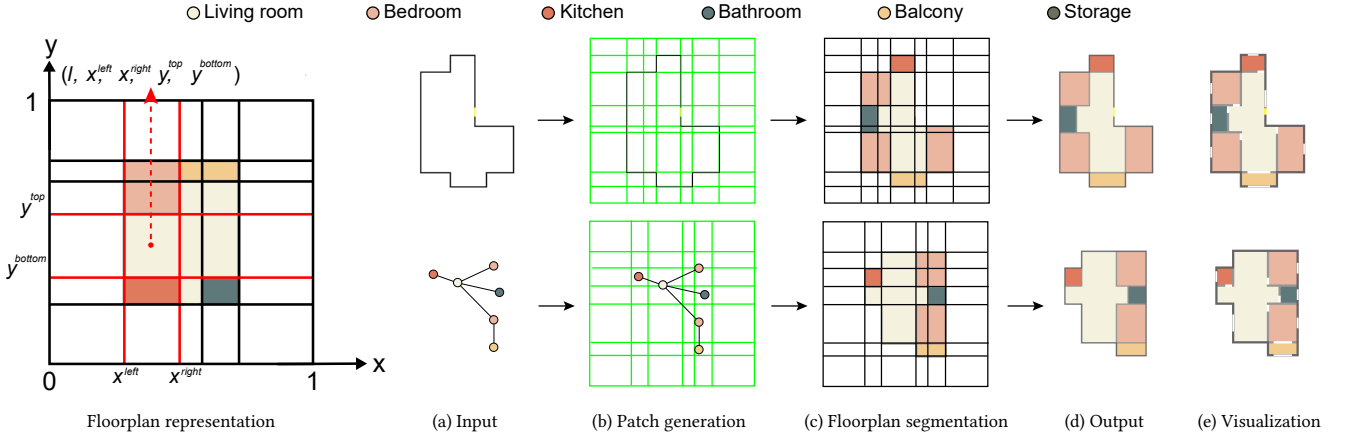 Living room Bedroom Kitchen Bathroom Balcony Storage
y
(l, x^left, x^right, y^top, y^bottom)
1
y^top
y^bottom
0 x^left x^right 1 x
Floorplan representation (a) Input (b) Patch generation (c) Floorplan segmentation (d) Output (e) Visualization